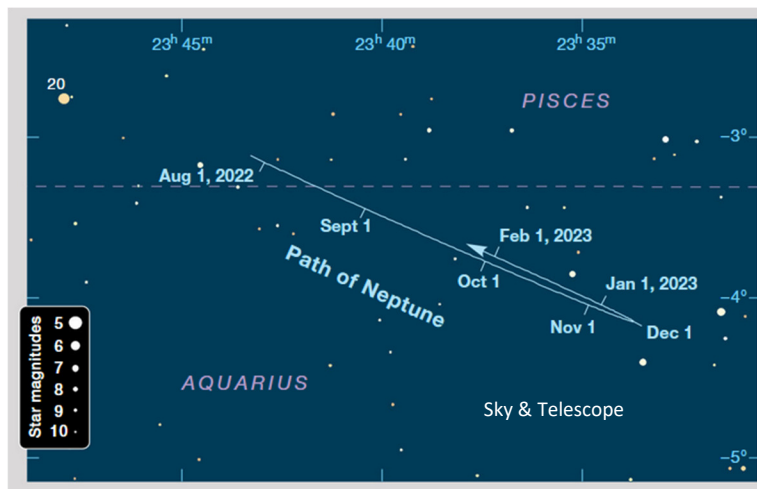 23ʰ 45ᵐ 23ʰ 40ᵐ 23ʰ 35ᵐ
20
PISCES
–3°
Aug 1, 2022
Sept 1
Feb 1, 2023
Path of Neptune
Oct 1
Jan 1, 2023
–4°
Nov 1
Dec 1
Star magnitudes
5
6
7
8
9
10
AQUARIUS
Sky & Telescope
–5°